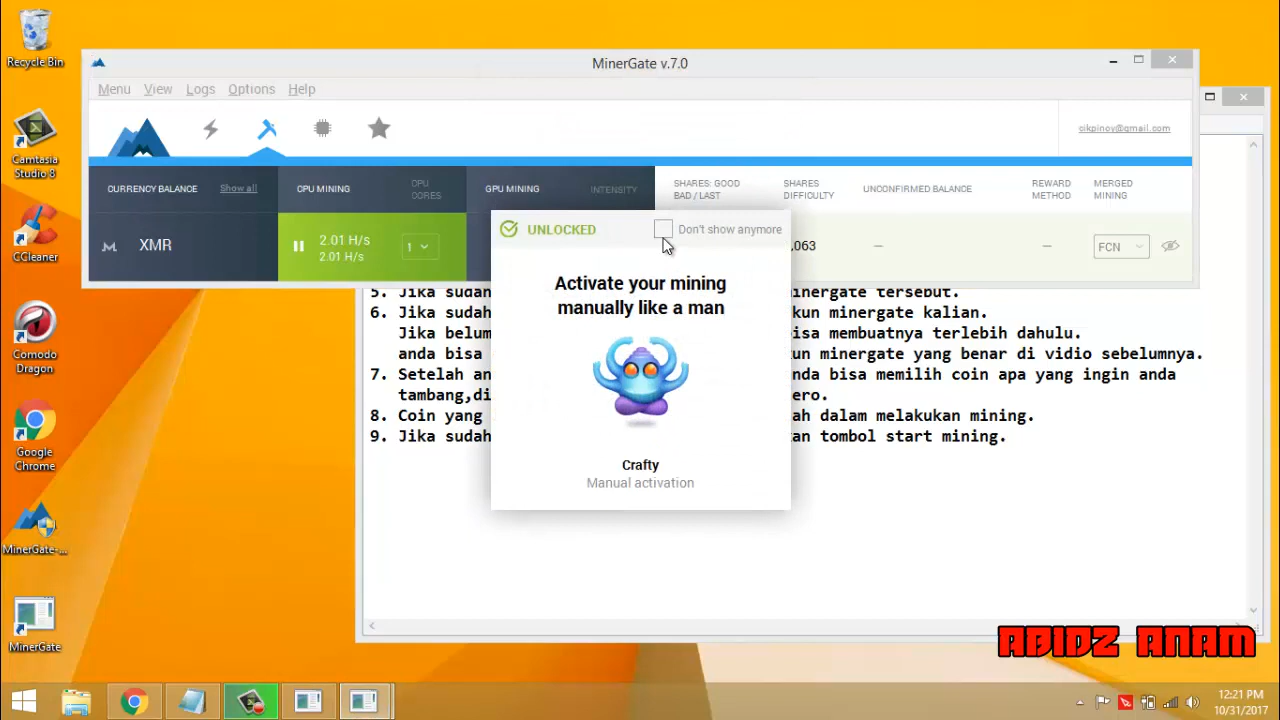 Recycle Bin
Camtasia
Studio 8
CCleaner
Comodo
Dragon
Google
Chrome
MinerGate-...
MinerGate
MinerGate v.7.0
Menu View Logs Options Help
cikpinov@gmail.com
CURRENCY BALANCE Show all CPU MINING CPU CORES GPU MINING INTENSITY SHARES: GOOD BAD / LAST SHARES DIFFICULTY UNCONFIRMED BALANCE REWARD METHOD MERGED MINING
XMR 2.01 H/s 1 ,063 — — FCN
2.01 H/s
UNLOCKED Don't show anymore
Activate your mining
manually like a man
Crafty
Manual activation
5. Jika sudah minergate tersebut.
6. Jika sudah kun minergate kalian.
Jika belum bisa membuatnya terlebih dahulu.
anda bisa kun minergate yang benar di vidio sebelumnya.
7. Setelah an nda bisa memilih coin apa yang ingin anda
tambang,di ero.
8. Coin yang ah dalam melakukan mining.
9. Jika sudah kan tombol start mining.
ABIDZ ANAM
12:21 PM
10/31/2017